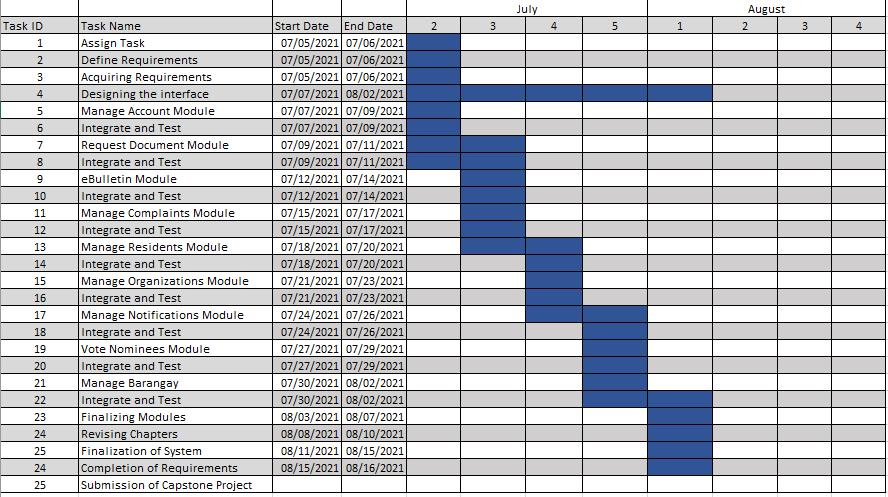 July August
Task ID Task Name Start Date End Date 2 3 4 5 1 2 3 4
1 Assign Task 07/05/2021 07/06/2021
2 Define Requirements 07/05/2021 07/06/2021
3 Acquiring Requirements 07/05/2021 07/06/2021
4 Designing the interface 07/07/2021 08/02/2021
5 Manage Account Module 07/07/2021 07/09/2021
6 Integrate and Test 07/07/2021 07/09/2021
7 Request Document Module 07/09/2021 07/11/2021
8 Integrate and Test 07/09/2021 07/11/2021
9 eBulletin Module 07/12/2021 07/14/2021
10 Integrate and Test 07/12/2021 07/14/2021
11 Manage Complaints Module 07/15/2021 07/17/2021
12 Integrate and Test 07/15/2021 07/17/2021
13 Manage Residents Module 07/18/2021 07/20/2021
14 Integrate and Test 07/18/2021 07/20/2021
15 Manage Organizations Module 07/21/2021 07/23/2021
16 Integrate and Test 07/21/2021 07/23/2021
17 Manage Notifications Module 07/24/2021 07/26/2021
18 Integrate and Test 07/24/2021 07/26/2021
19 Vote Nominees Module 07/27/2021 07/29/2021
20 Integrate and Test 07/27/2021 07/29/2021
21 Manage Barangay 07/30/2021 08/02/2021
22 Integrate and Test 07/30/2021 08/02/2021
23 Finalizing Modules 08/03/2021 08/07/2021
24 Revising Chapters 08/08/2021 08/10/2021
25 Finalization of System 08/11/2021 08/15/2021
24 Completion of Requirements 08/15/2021 08/16/2021
25 Submission of Capstone Project